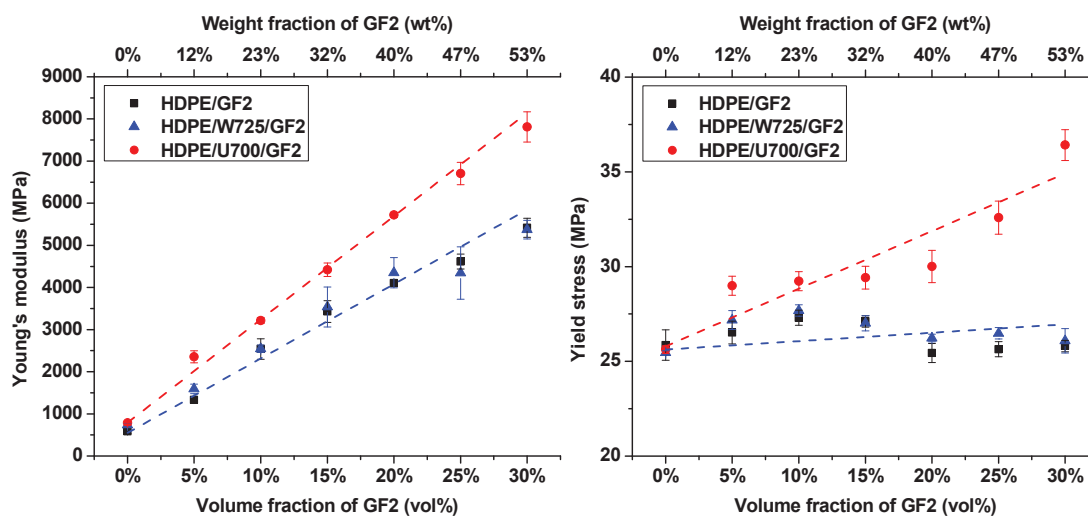 Weight fraction of GF2 (wt%)
0% 12% 23% 32% 40% 47% 53%
9000
8000
7000
6000
5000
4000
3000
2000
1000
0
Young's modulus (MPa)
HDPE/GF2
HDPE/W725/GF2
HDPE/U700/GF2
0% 5% 10% 15% 20% 25% 30%
Volume fraction of GF2 (vol%)
Weight fraction of GF2 (wt%)
0% 12% 23% 32% 40% 47% 53%
40
35
30
25
20
Yield stress (MPa)
HDPE/GF2
HDPE/W725/GF2
HDPE/U700/GF2
0% 5% 10% 15% 20% 25% 30%
Volume fraction of GF2 (vol%)